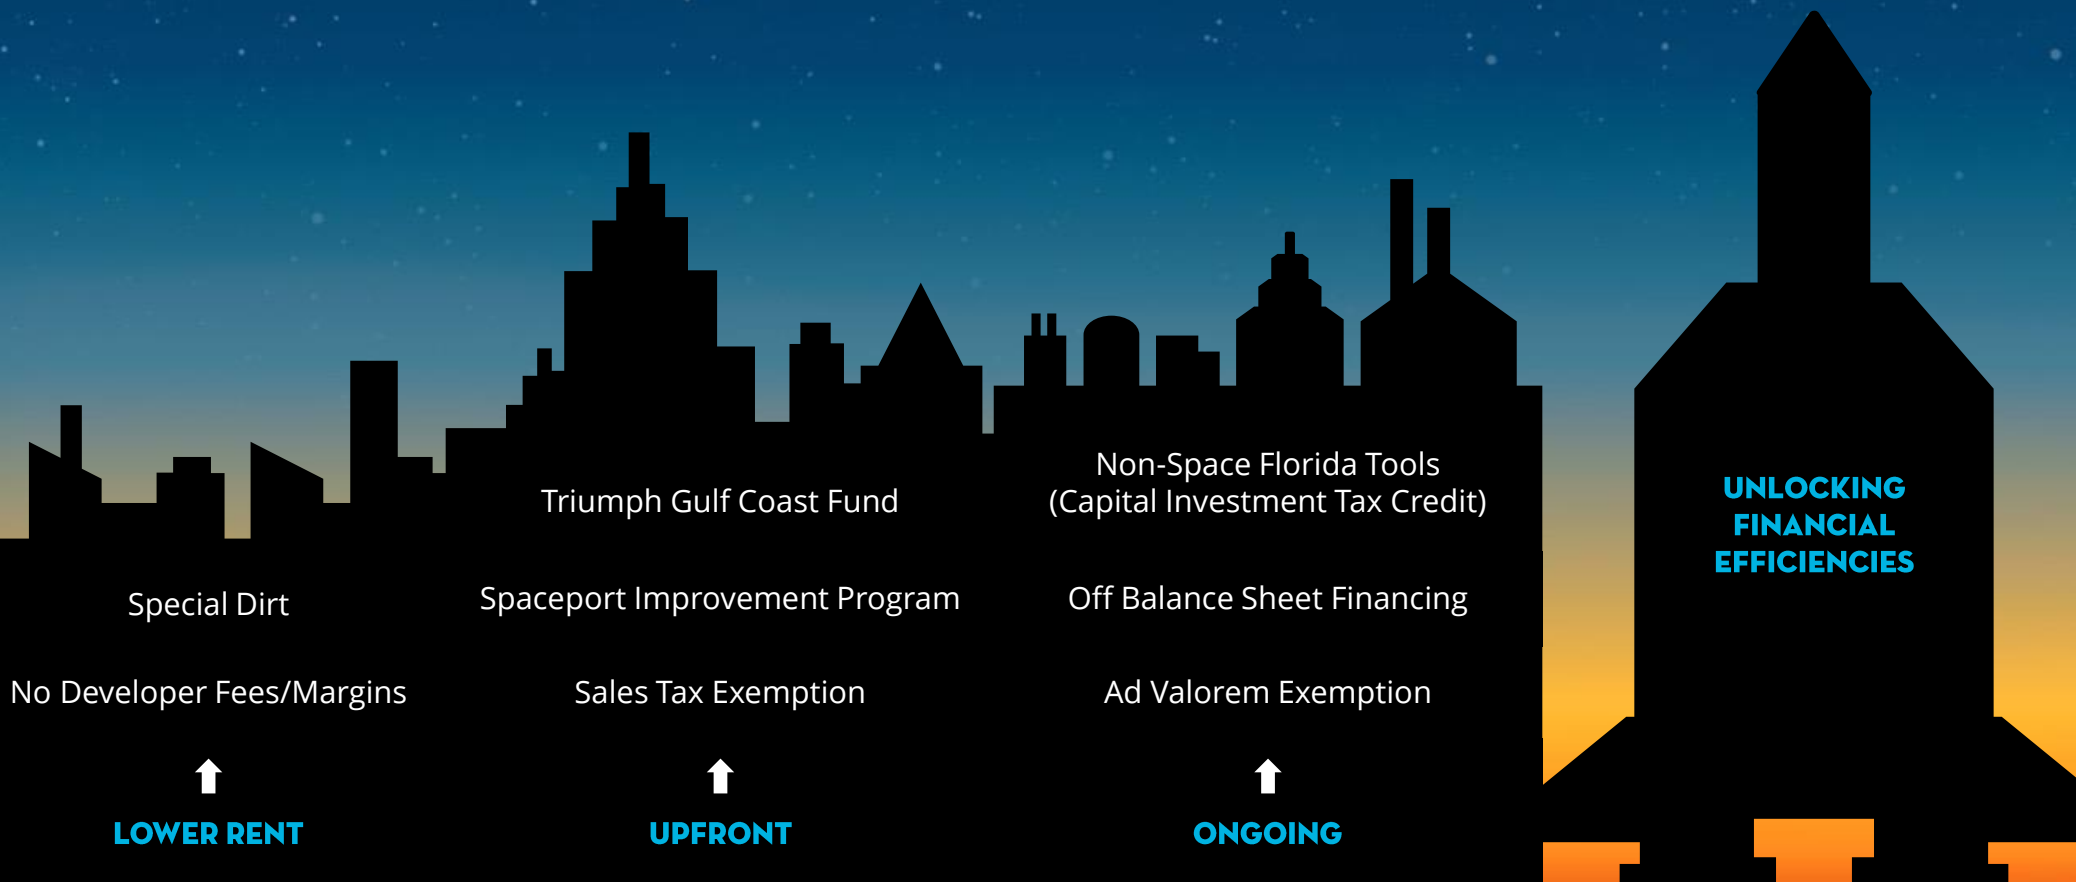 Special Dirt
No Developer Fees/Margins
LOWER RENT
Triumph Gulf Coast Fund
Spaceport Improvement Program
Sales Tax Exemption
UPFRONT
Non-Space Florida Tools
(Capital Investment Tax Credit)
Off Balance Sheet Financing
Ad Valorem Exemption
ONGOING
UNLOCKING
FINANCIAL
EFFICIENCIES